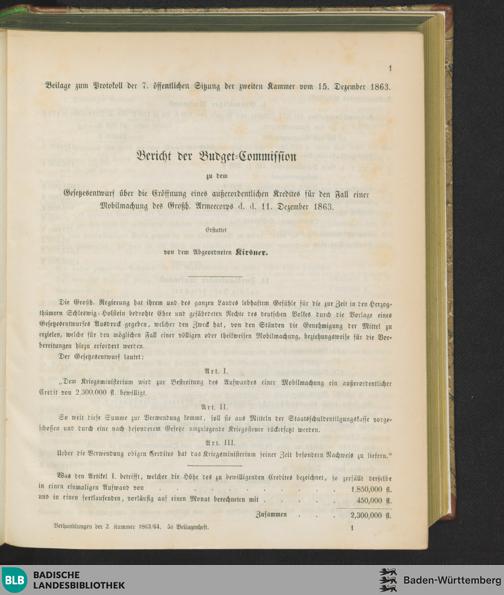 1
Beilage zum Protokoll der 7. öffentlichen Sitzung der zweiten Kammer vom 15. Dezember 1863.
Bericht der Budget-Commission
zu dem
Gesetzesentwurf über die Eröffnung eines außerordentlichen Kredites für den Fall einer
Mobilmachung des Großh. Armeecorps d. d. 11. Dezember 1863.
Erstattet
von dem Abgeordneten Kirsner.
Die Großh. Regierung hat ihrem und des ganzen Landes lebhaftem Gefühle für die zur Zeit in den Herzog-
thümern Schleswig-Holstein bedrohte Ehre und gefährdeten Rechte des deutschen Volkes durch die Vorlage eines
Gesetzesentwurfes Ausdruck gegeben, welcher den Zweck hat, von den Ständen die Genehmigung der Mittel zu
erzielen, welche für den möglichen Fall einer völligen oder theilweisen Mobilmachung, beziehungsweise für die Vor-
bereitungen hiezu erfordert werden.
Der Gesetzesentwurf lautet:
Art. I.
„Dem Kriegsministerium wird zur Bestreitung des Aufwandes einer Mobilmachung ein außerordentlicher
Credit von 2,300,000 fl. bewilligt.
Art. II.
So weit diese Summe zur Verwendung kommt, soll sie aus Mitteln der Staatsschuldentilgungskasse vorge-
schossen und durch eine nach besonderem Gesetze umzulegende Kriegssteuer rückersetzt werden.
Art. III.
Ueber die Verwendung obigen Credites hat das Kriegsministerium seiner Zeit besondern Nachweis zu liefern.“
Was den Artikel I. betrifft, welcher die Höhe des zu bewilligenden Credites bezeichnet, so zerfällt derselbe
in einen einmaligen Aufwand von . . . . . . . . . . 1,850,000 fl.
und in einen fortlaufenden, vorläufig auf einen Monat berechneten mit . . . . . 450,000 fl.
Zusammen . . . 2,300,000 fl.
Verhandlungen der 2. Kammer 1863/64. 5s Beilagenheft. 1
BLB BADISCHE
LANDESBIBLIOTHEK
Baden-Württemberg